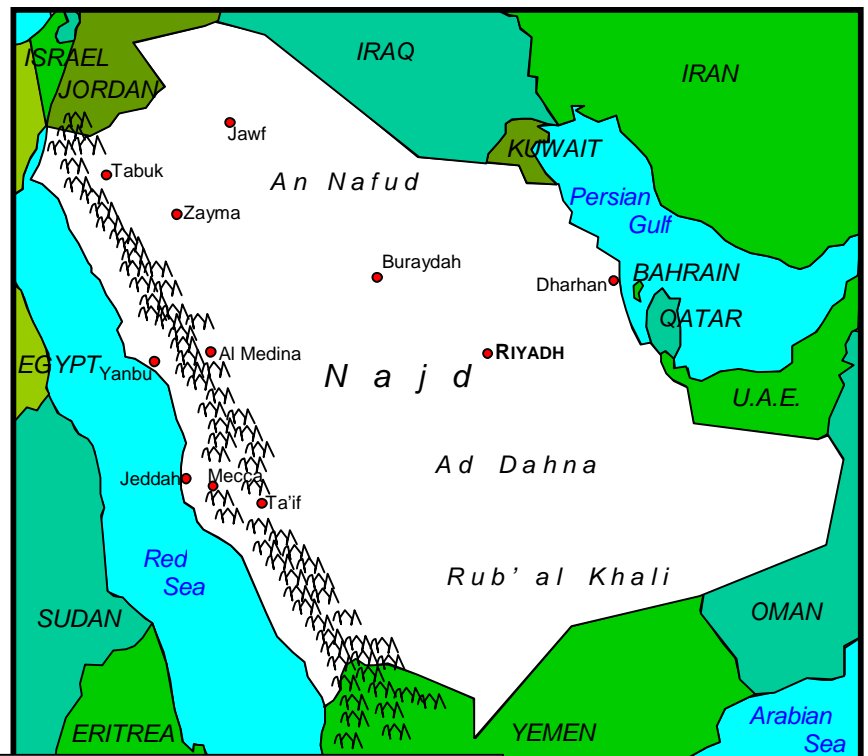 ISRAEL
IRAQ
IRAN
JORDAN
Jawf
KUWAIT
Tabuk
An Nafud
Zayma
Persian
Gulf
Buraydah
Dharhan
BAHRAIN
QATAR
EGYPT
Yanbu
Al Medina
RIYADH
Najd
U.A.E.
Ad Dahna
Jeddah
Mecca
Ta'if
Red
Sea
Rub' al Khali
SUDAN
OMAN
ERITREA
YEMEN
Arabian
Sea